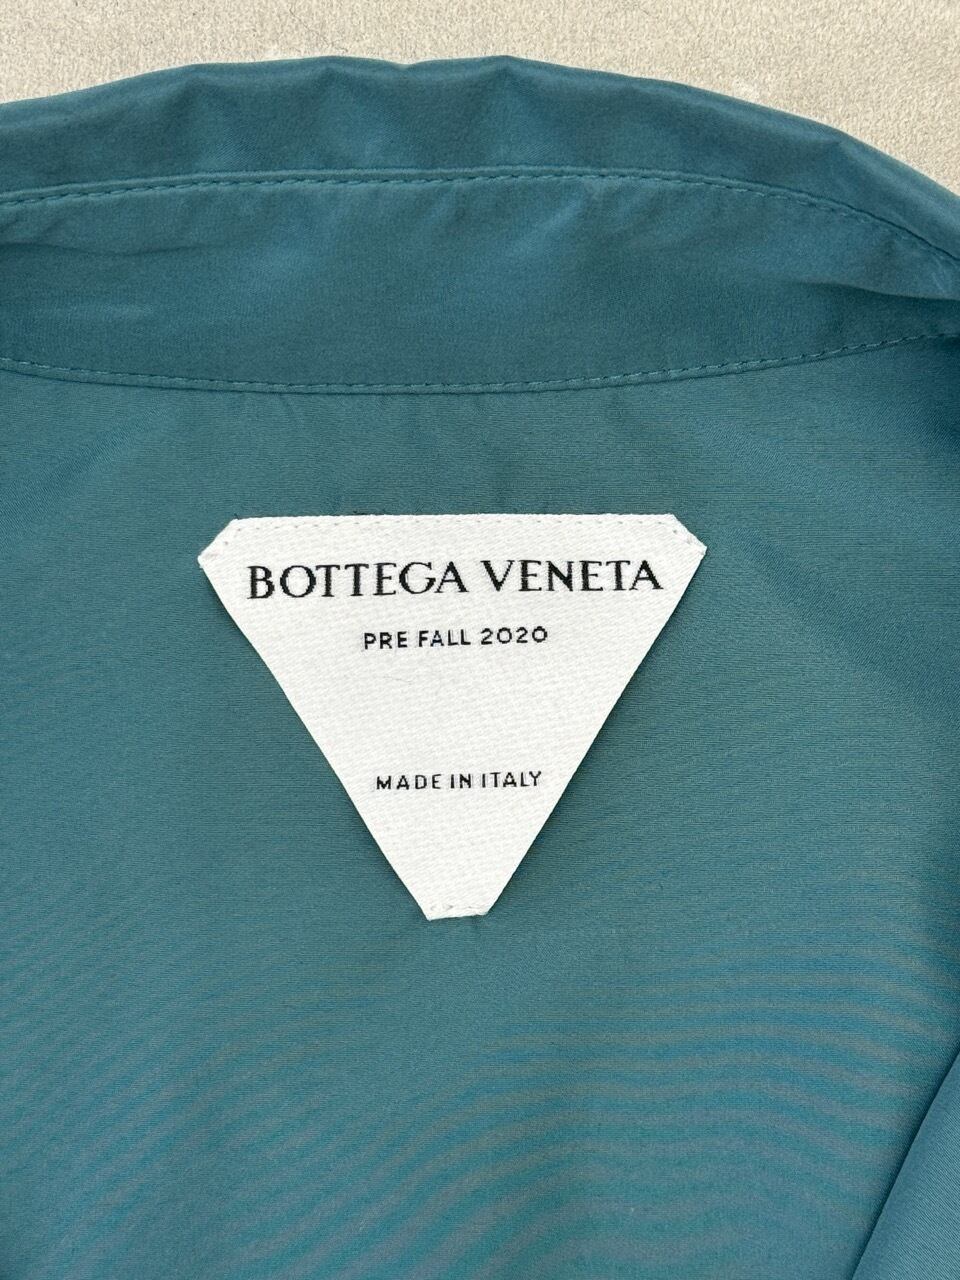 BOTTEGA VENETA
PRE FALL 2020
MADE IN ITALY